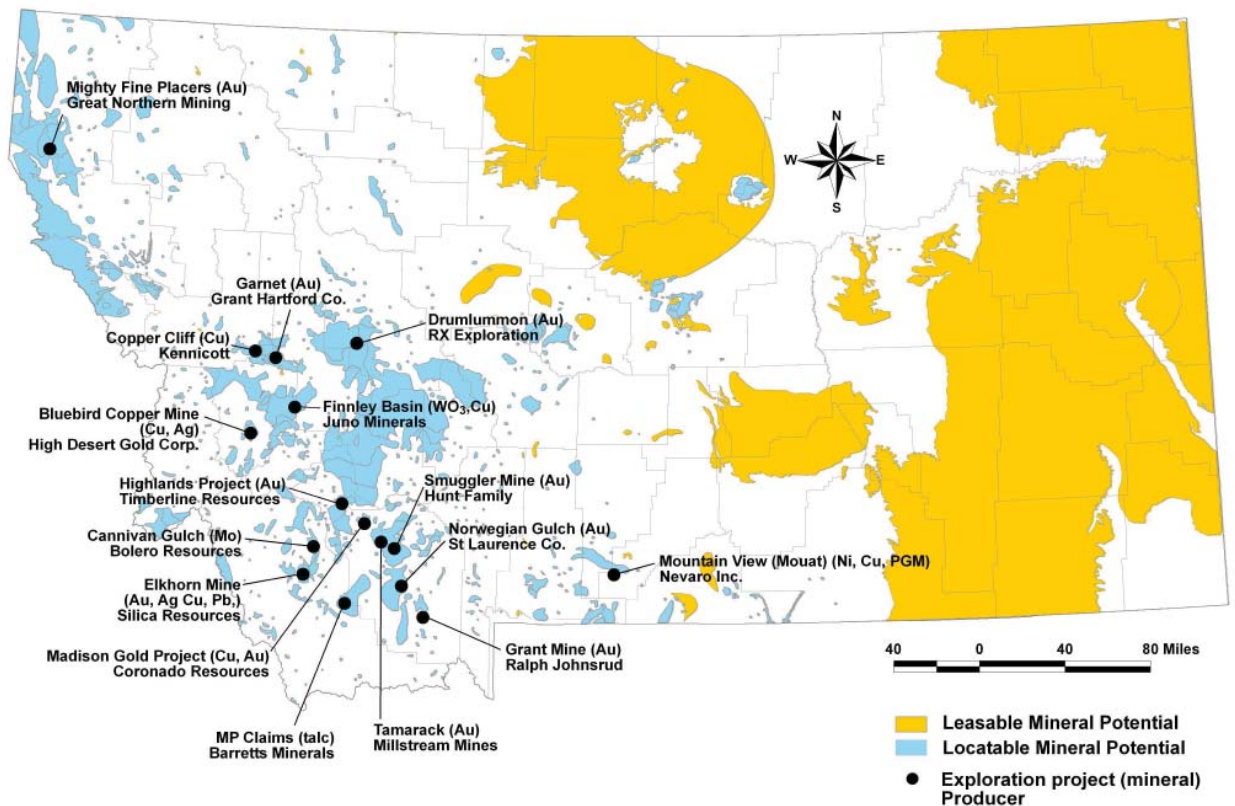 Mighty Fine Placers (Au)
Great Northern Mining
N
W
E
S
Garnet (Au)
Grant Hartford Co.
Drumlummon (Au)
RX Exploration
Copper Cliff (Cu)
Kennicott
Finnley Basin (WO₃,Cu)
Juno Minerals
Bluebird Copper Mine
(Cu, Ag)
High Desert Gold Corp.
Highlands Project (Au)
Timberline Resources
Smuggler Mine (Au)
Hunt Family
Cannivan Gulch (Mo)
Bolero Resources
Norwegian Gulch (Au)
St Laurence Co.
Mountain View (Mouat) (Ni, Cu, PGM)
Nevaro Inc.
Elkhorn Mine
(Au, Ag Cu, Pb,)
Silica Resources
Madison Gold Project (Cu, Au)
Coronado Resources
Grant Mine (Au)
Ralph Johnsrud
MP Claims (talc)
Barretts Minerals
Tamarack (Au)
Millstream Mines
40 0 40 80 Miles
Leasable Mineral Potential
Locatable Mineral Potential
Exploration project (mineral)
Producer